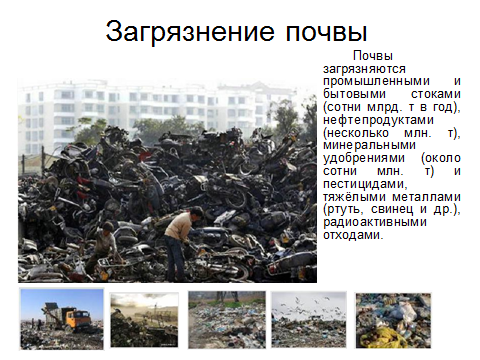 Загрязнение почвы
Почвы
загрязняются
промышленными и
бытовыми стоками
(сотни млрд. т в год),
нефтепродуктами
(несколько млн. т),
минеральными
удобрениями (около
сотни млн. т) и
пестицидами,
тяжёлыми металлами
(ртуть, свинец и др.),
радиоактивными
отходами.